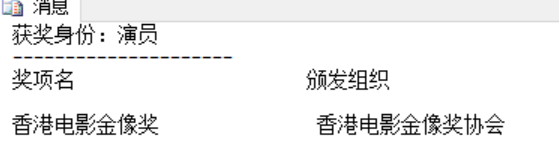 消息
获奖身份：演员
---------------------
奖项名 颁发组织
香港电影金像奖 香港电影金像奖协会